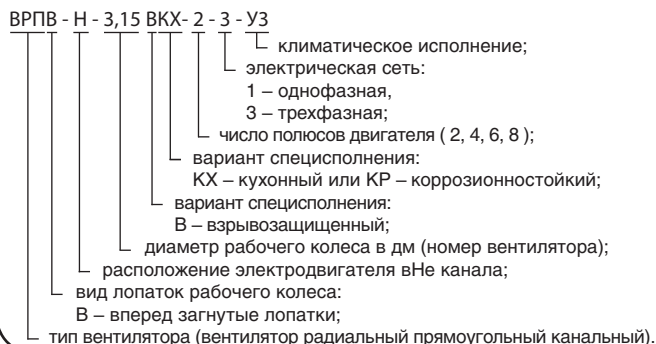 ВРПВ - Н - 3,15 ВКХ- 2 - 3 - У3
климатическое исполнение;
электрическая сеть:
1 – однофазная,
3 – трехфазная;
число полюсов двигателя ( 2, 4, 6, 8 );
вариант специсполнения:
КХ – кухонный или КР – коррозионностойкий;
вариант специсполнения:
В – взрывозащищенный;
диаметр рабочего колеса в дм (номер вентилятора);
расположение электродвигателя вНе канала;
вид лопаток рабочего колеса:
В – вперед загнутые лопатки;
тип вентилятора (вентилятор радиальный прямоугольный канальный).